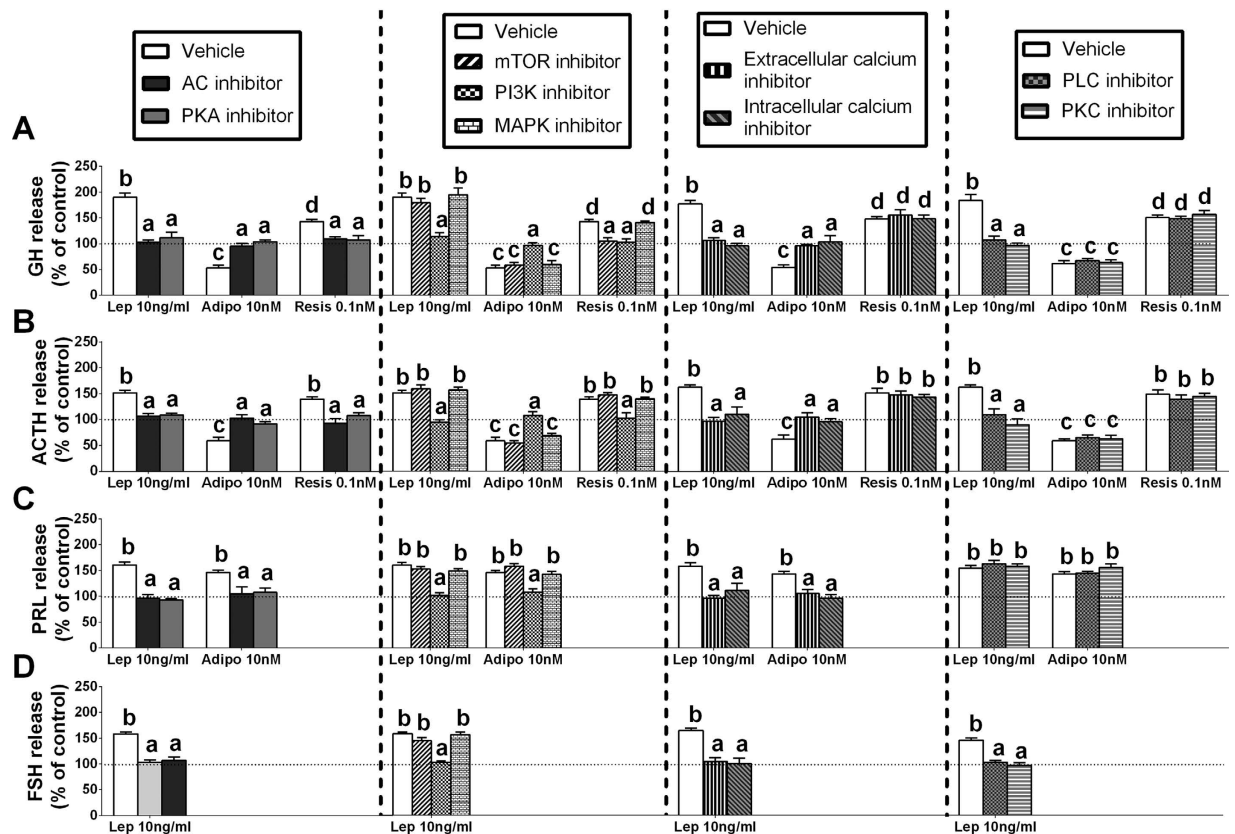 Vehicle
AC inhibitor
PKA inhibitor
Vehicle
mTOR inhibitor
PI3K inhibitor
MAPK inhibitor
Vehicle
Extracellular calcium
inhibitor
Intracellular calcium
inhibitor
Vehicle
PLC inhibitor
PKC inhibitor
A
GH release
(% of control)
250
200
150
100
50
0
b a a c a a d a a
b b a b c c a c d a a d
b a a c a a d d d
b a a c c c d d d
Lep 10ng/ml Adipo 10nM Resis 0.1nM
Lep 10ng/ml Adipo 10nM Resis 0.1nM
Lep 10ng/ml Adipo 10nM Resis 0.1nM
Lep 10ng/ml Adipo 10nM Resis 0.1nM
B
ACTH release
(% of control)
200
150
100
50
0
b a a c a a b a a
b b a b c c a c b b a b
b a a c a a b b b
b a a c c c b b b
Lep 10ng/ml Adipo 10nM Resis 0.1nM
Lep 10ng/ml Adipo 10nM Resis 0.1nM
Lep 10ng/ml Adipo 10nM Resis 0.1nM
Lep 10ng/ml Adipo 10nM Resis 0.1nM
C
PRL release
(% of control)
200
150
100
50
0
b a a b a a
b b a b b b a b
b a a b a a
b b b b b b
Lep 10ng/ml Adipo 10nM
Lep 10ng/ml Adipo 10nM
Lep 10ng/ml Adipo 10nM
Lep 10ng/ml Adipo 10nM
D
FSH release
(% of control)
200
150
100
50
0
b a a
b b a b
b a a
b a a
Lep 10ng/ml
Lep 10ng/ml
Lep 10ng/ml
Lep 10ng/ml